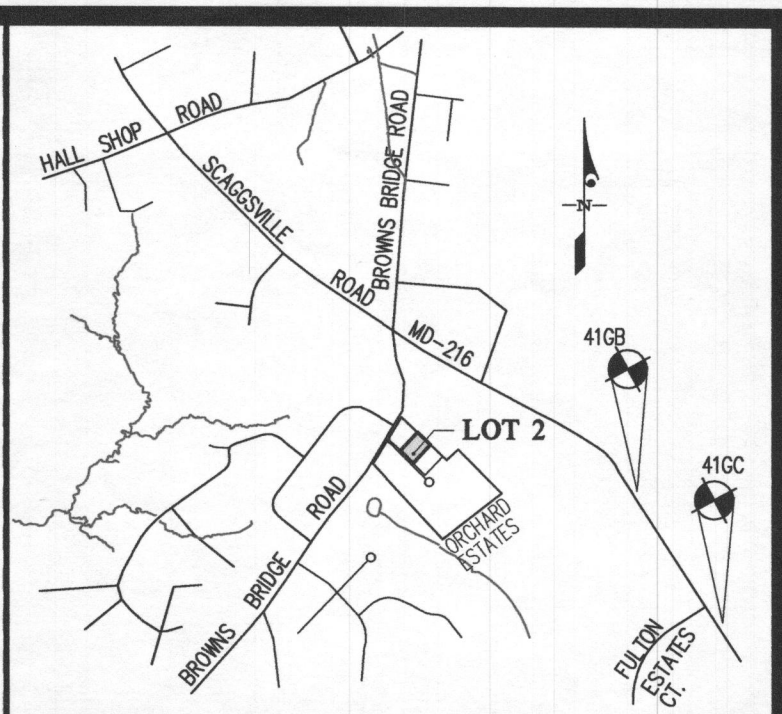 HALL SHOP ROAD
SCAGGSVILLE ROAD
BROWNS BRIDGE ROAD
N
MD-216
41GB
LOT 2
41GC
ORCHARD
ESTATES
BROWNS BRIDGE ROAD
FULTON
ESTATES
CT.